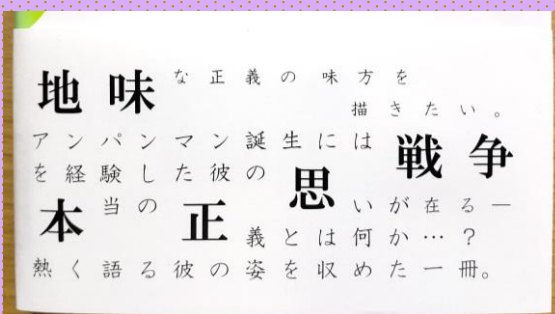 地味な正義の味方を
描きたい。
アンパンマン誕生には戦争
を経験した彼の思いが在る―
本当の正義とは何か…？
熱く語る彼の姿を収めた一冊。